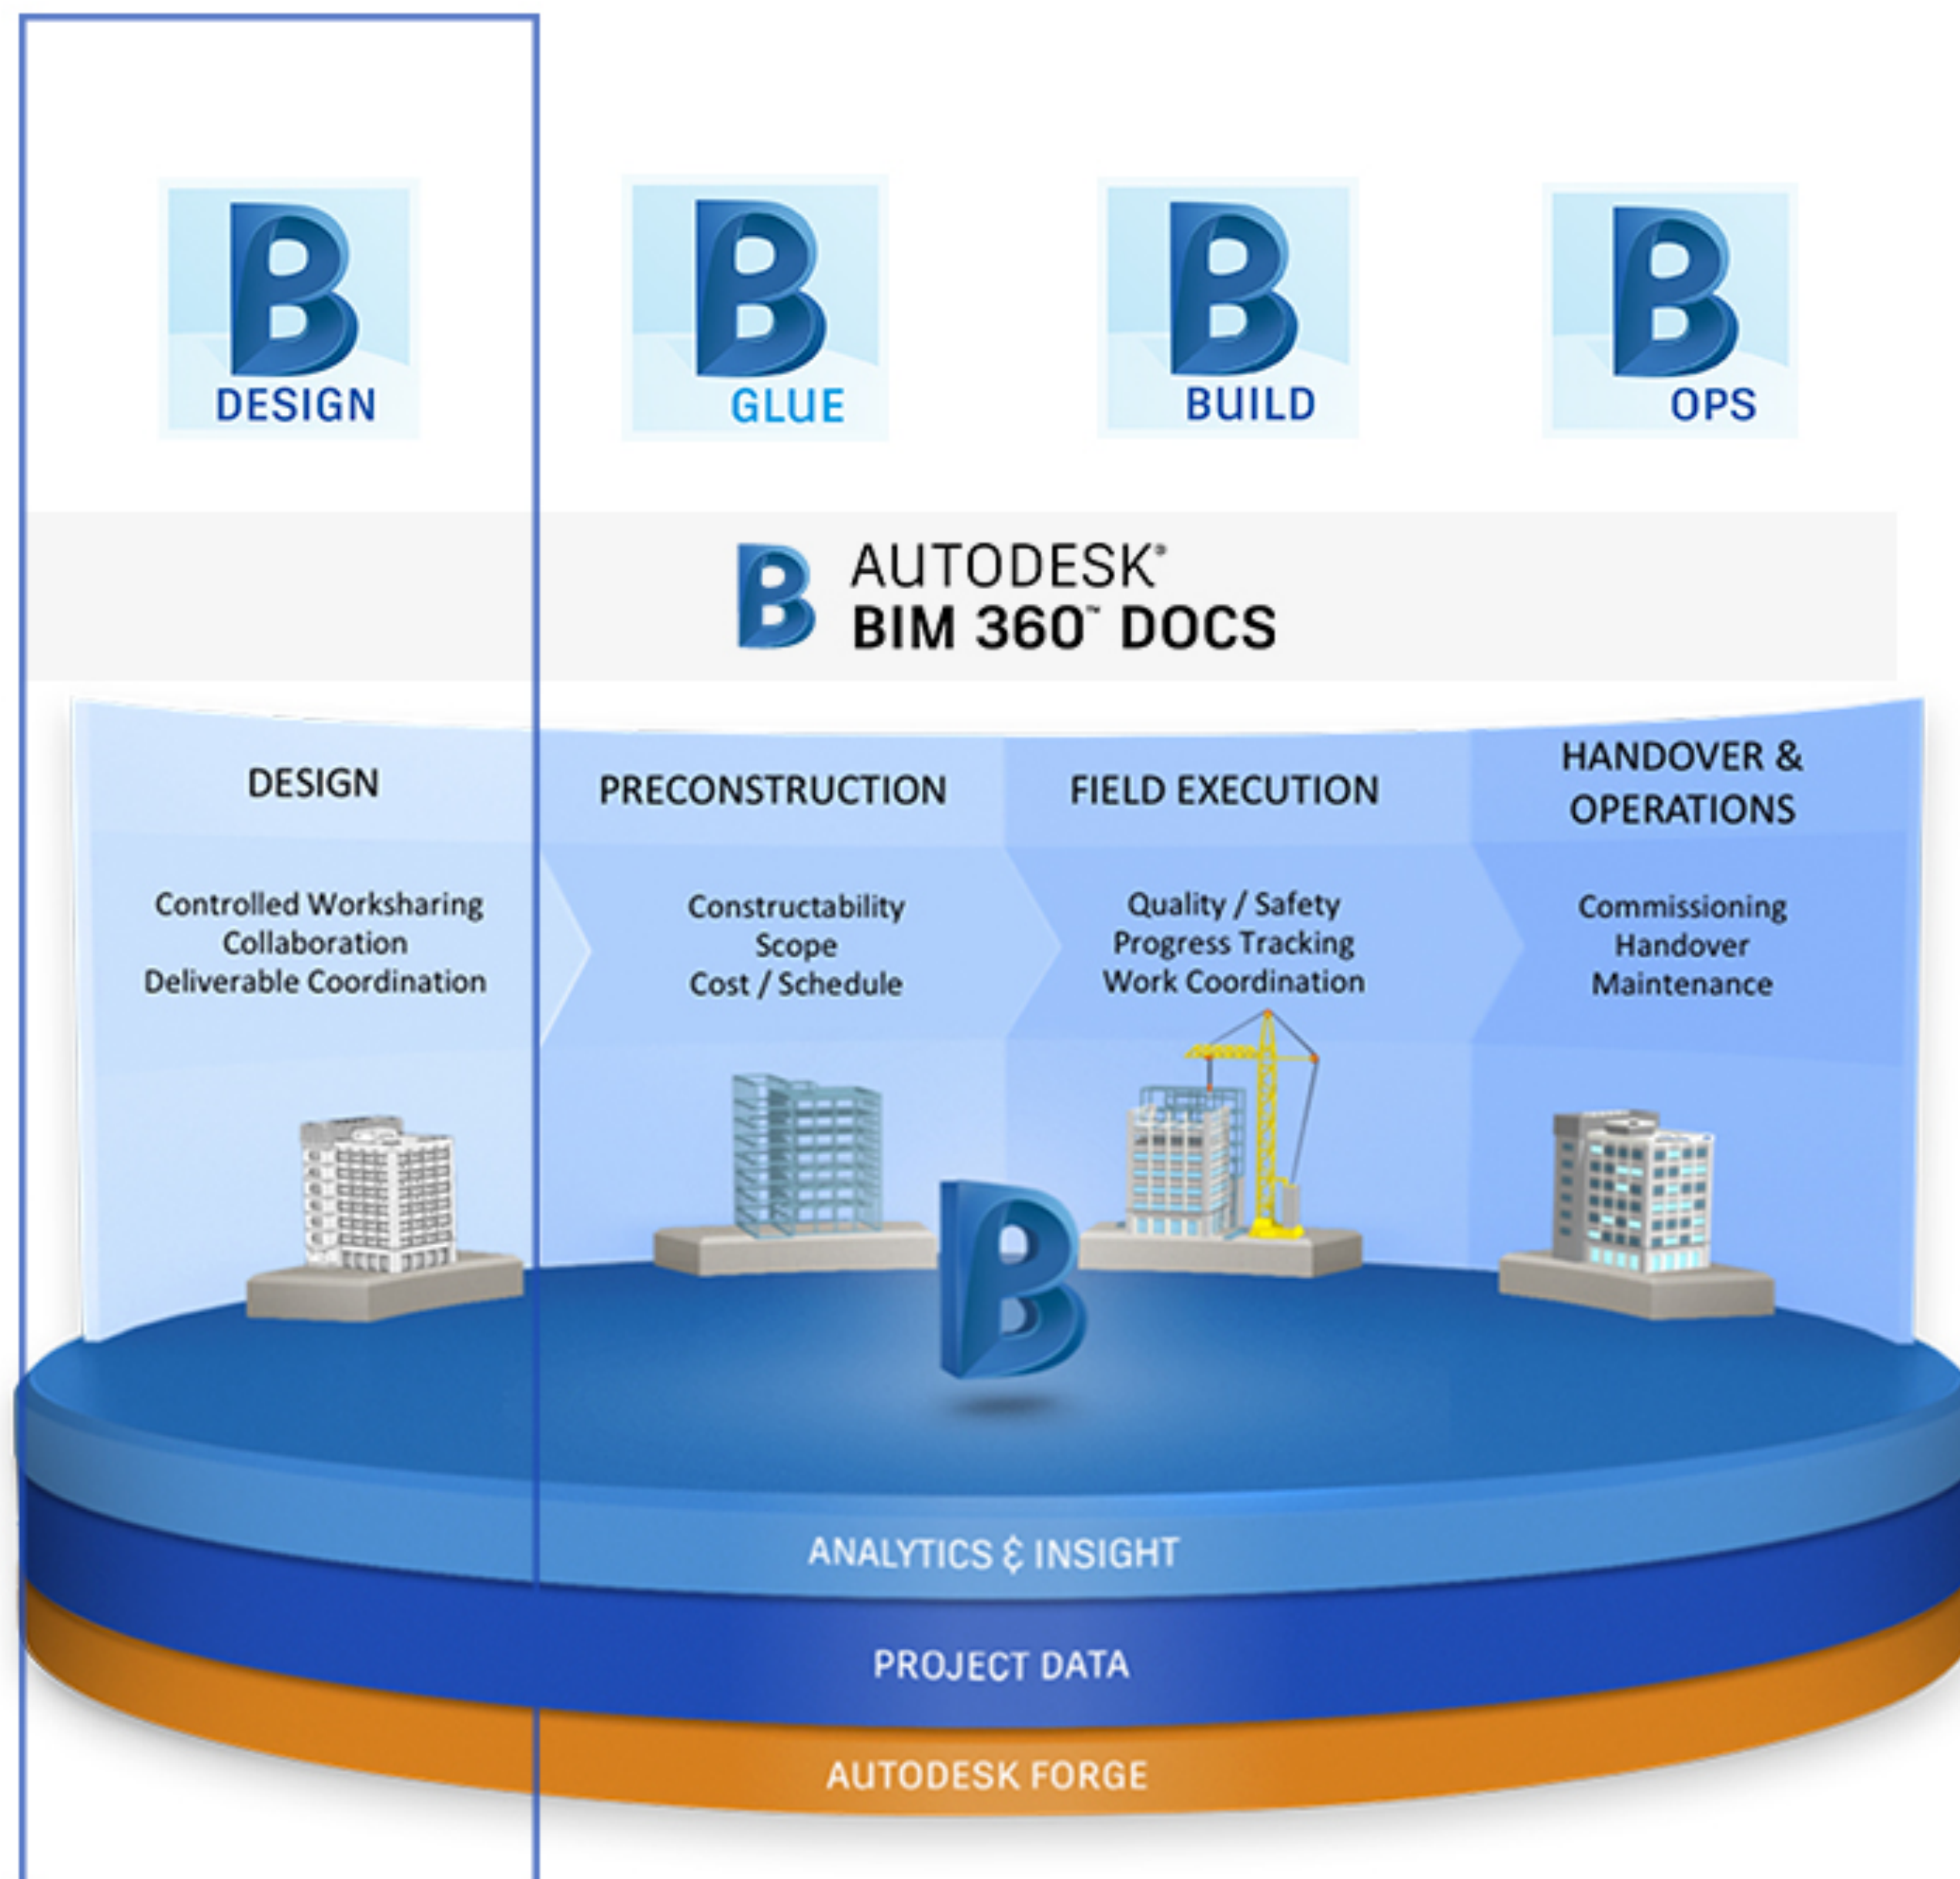 B
DESIGN
B
GLUE
B
BUILD
B
OPS
B AUTODESK®
BIM 360™ DOCS
DESIGN
Controlled Worksharing
Collaboration
Deliverable Coordination
PRECONSTRUCTION
Constructability
Scope
Cost / Schedule
FIELD EXECUTION
Quality / Safety
Progress Tracking
Work Coordination
HANDOVER &
OPERATIONS
Commissioning
Handover
Maintenance
B
ANALYTICS & INSIGHT
PROJECT DATA
AUTODESK FORGE